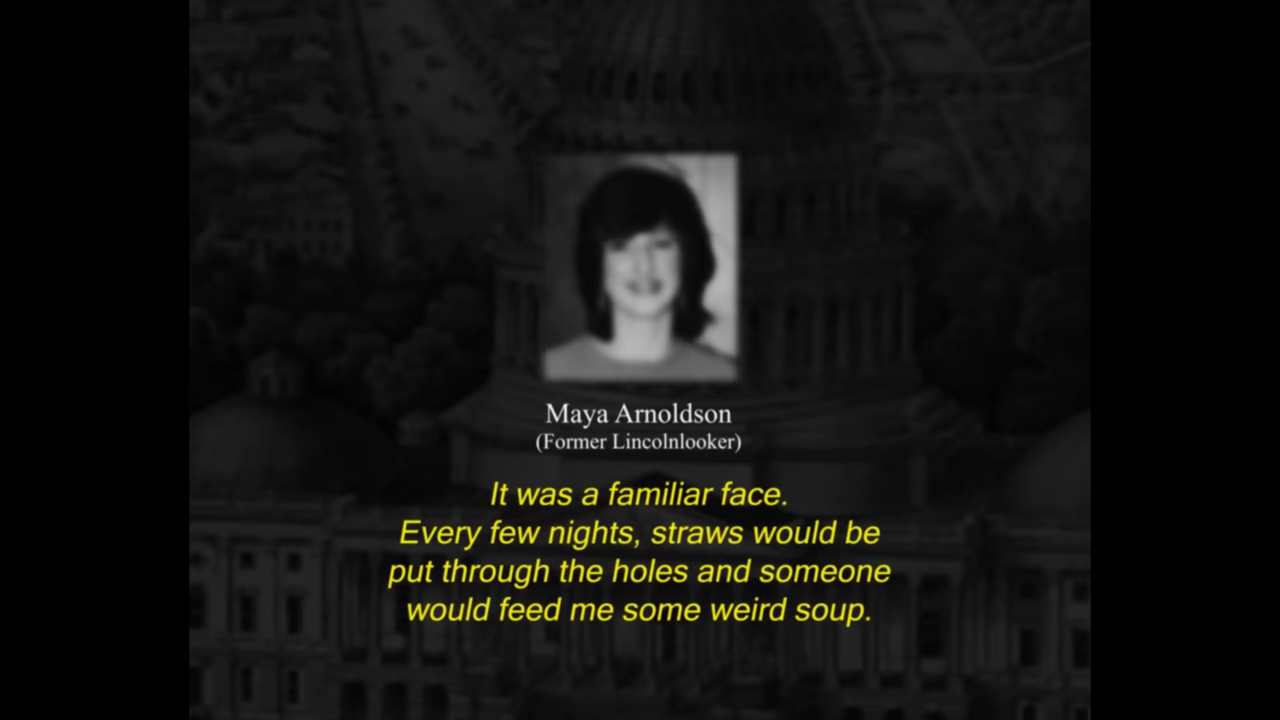 Maya Arnoldson
(Former Lincolnlooker)
It was a familiar face.
Every few nights, straws would be
put through the holes and someone
would feed me some weird soup.